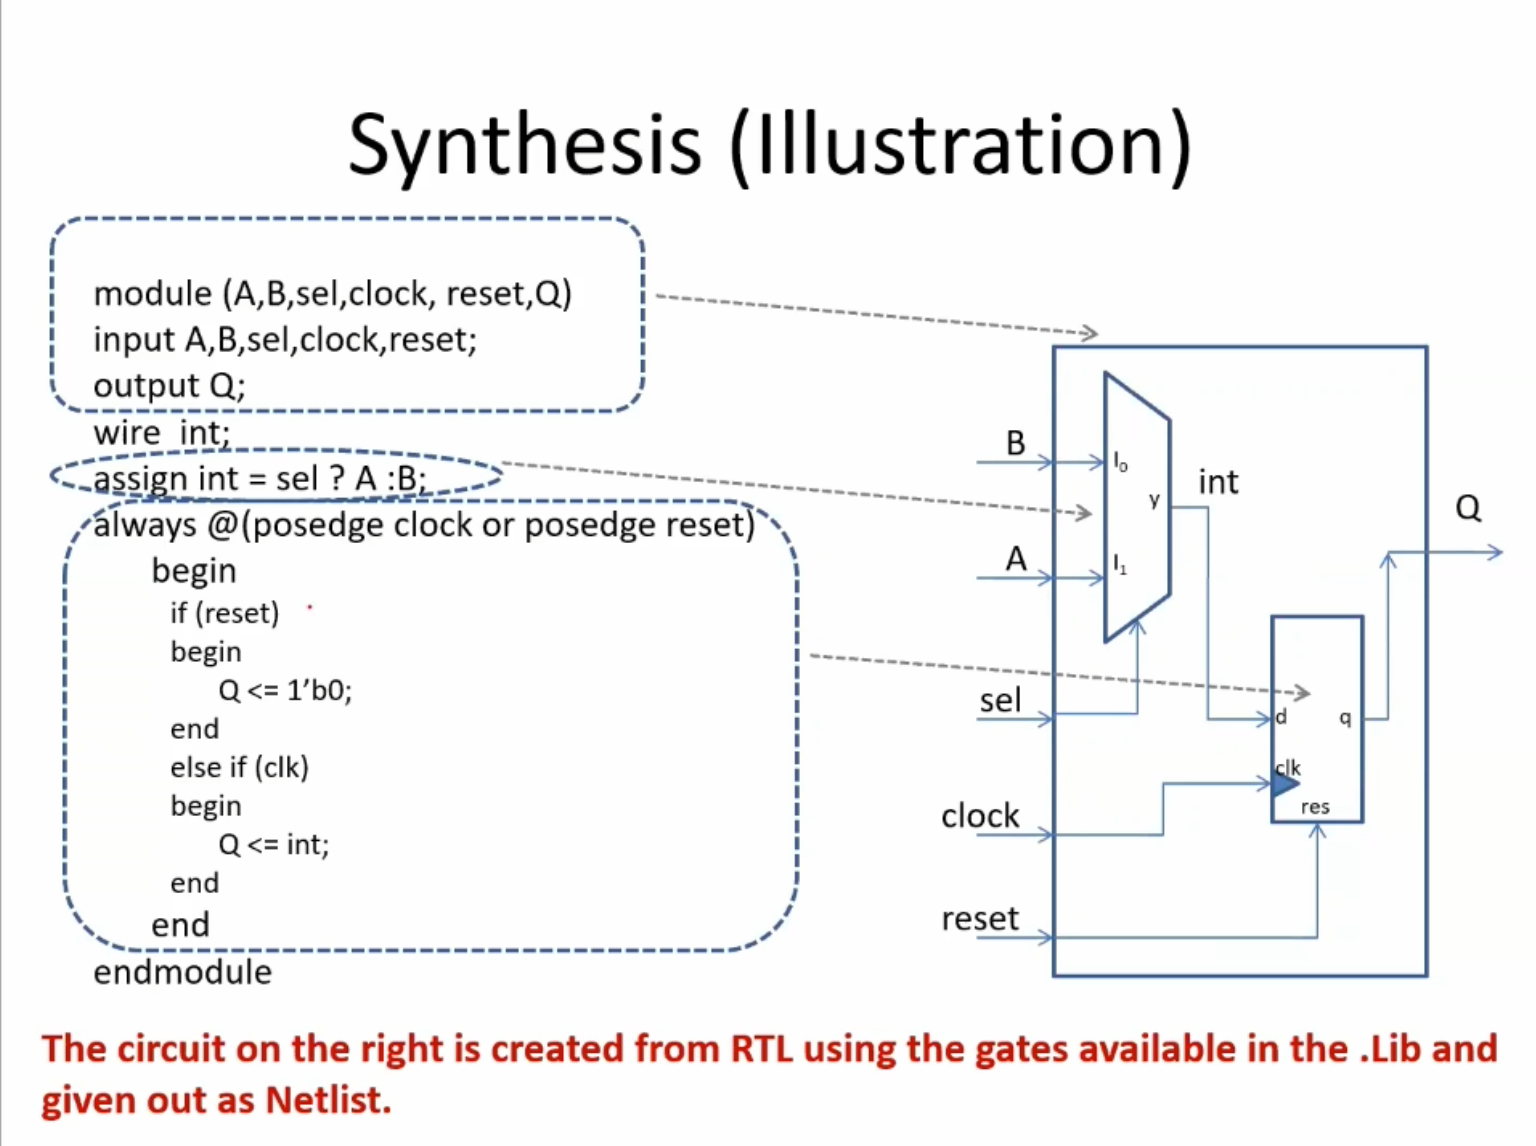 Synthesis (Illustration)
module (A,B,sel,clock, reset,Q)
input A,B,sel,clock,reset;
output Q;
wire  int;
assign int = sel ? A :B;
always @(posedge clock or posedge reset)
begin
if (reset)
begin
Q <= 1’b0;
end
else if (clk)
begin
Q <= int;
end
end
endmodule
B
I₀
y
int
Q
A
I₁
sel
d
q
clk
res
clock
reset
The circuit on the right is created from RTL using the gates available in the .Lib and
given out as Netlist.